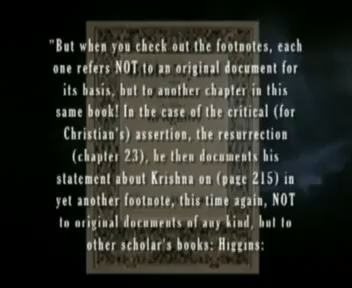 "But when you check out the footnotes, each
one refers NOT to an original document for
its basis, but to another chapter in this
same book! In the case of the critical (for
Christian's) assertion, the resurrection
(chapter 23), he then documents his
statement about Krishna on (page 215) in
yet another footnote, this time again, NOT
to original documents of any kind, but to
other scholar's books: Higgins: